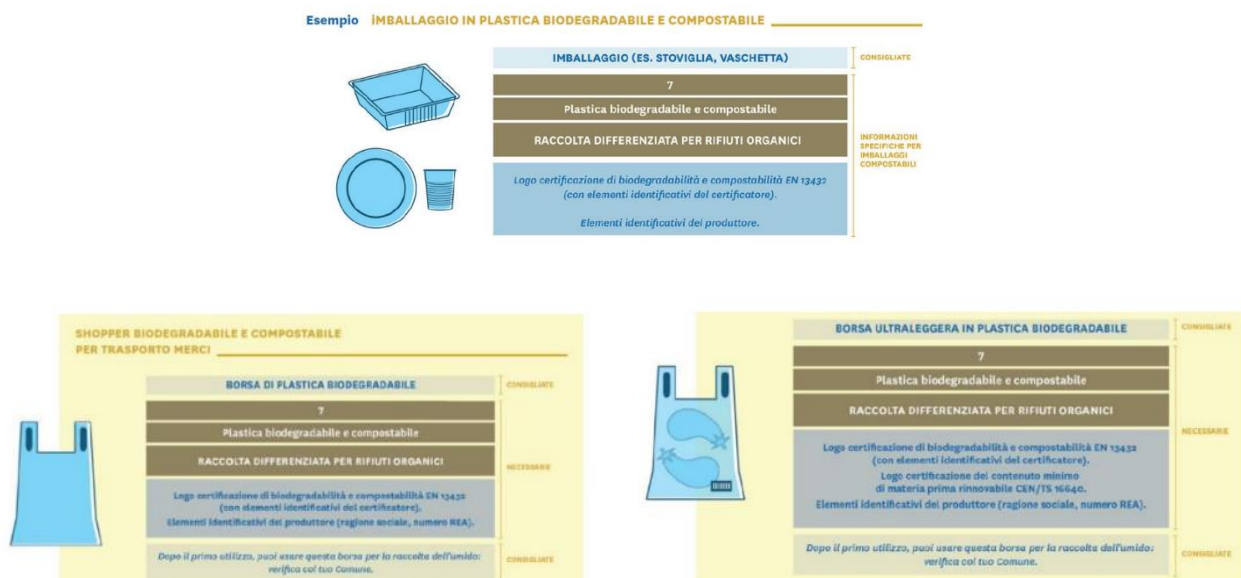 Esempio iMBALLAGGIO IN PLASTICA BIODEGRADABILE E COMPOSTABILE
IMBALLAGGIO (ES. STOVIGLIA, VASCHETTA)
CONSIGLIATE
7
Plastica biodegradabile e compostabile
RACCOLTA DIFFERENZIATA PER RIFIUTI ORGANICI
Logo certificazione di biodegradabilità e compostabilità EN 13432
(con elementi identificativi del certificatore).
Elementi identificativi del produttore.
INFORMAZIONI
SPECIFICHE PER
IMBALLAGGI
COMPOSTABILI
SHOPPER BIODEGRADABILE E COMPOSTABILE
PER TRASPORTO MERCI
BORSA DI PLASTICA BIODEGRADABILE
CONSIGLIATE
7
Plastica biodegradabile e compostabile
RACCOLTA DIFFERENZIATA PER RIFIUTI ORGANICI
NECESSARIE
Logo certificazione di biodegradabilità e compostabilità EN 13432
(con elementi identificativi del certificatore).
Elementi identificativi del produttore (ragione sociale, numero REA).
Dopo il primo utilizzo, puoi usare questa borsa per la raccolta dell'umido:
verifica col tuo Comune.
CONSIGLIATE
BORSA ULTRALEGGERA IN PLASTICA BIODEGRADABILE
CONSIGLIATE
7
Plastica biodegradabile e compostabile
RACCOLTA DIFFERENZIATA PER RIFIUTI ORGANICI
NECESSARIE
Logo certificazione di biodegradabilità e compostabilità EN 13432
(con elementi identificativi del certificatore).
Logo certificazione del contenuto minimo
di materia prima rinnovabile CEN/TS 16640.
Elementi identificativi del produttore (ragione sociale, numero REA).
Dopo il primo utilizzo, puoi usare questa borsa per la raccolta dell'umido:
verifica col tuo Comune.
CONSIGLIATE